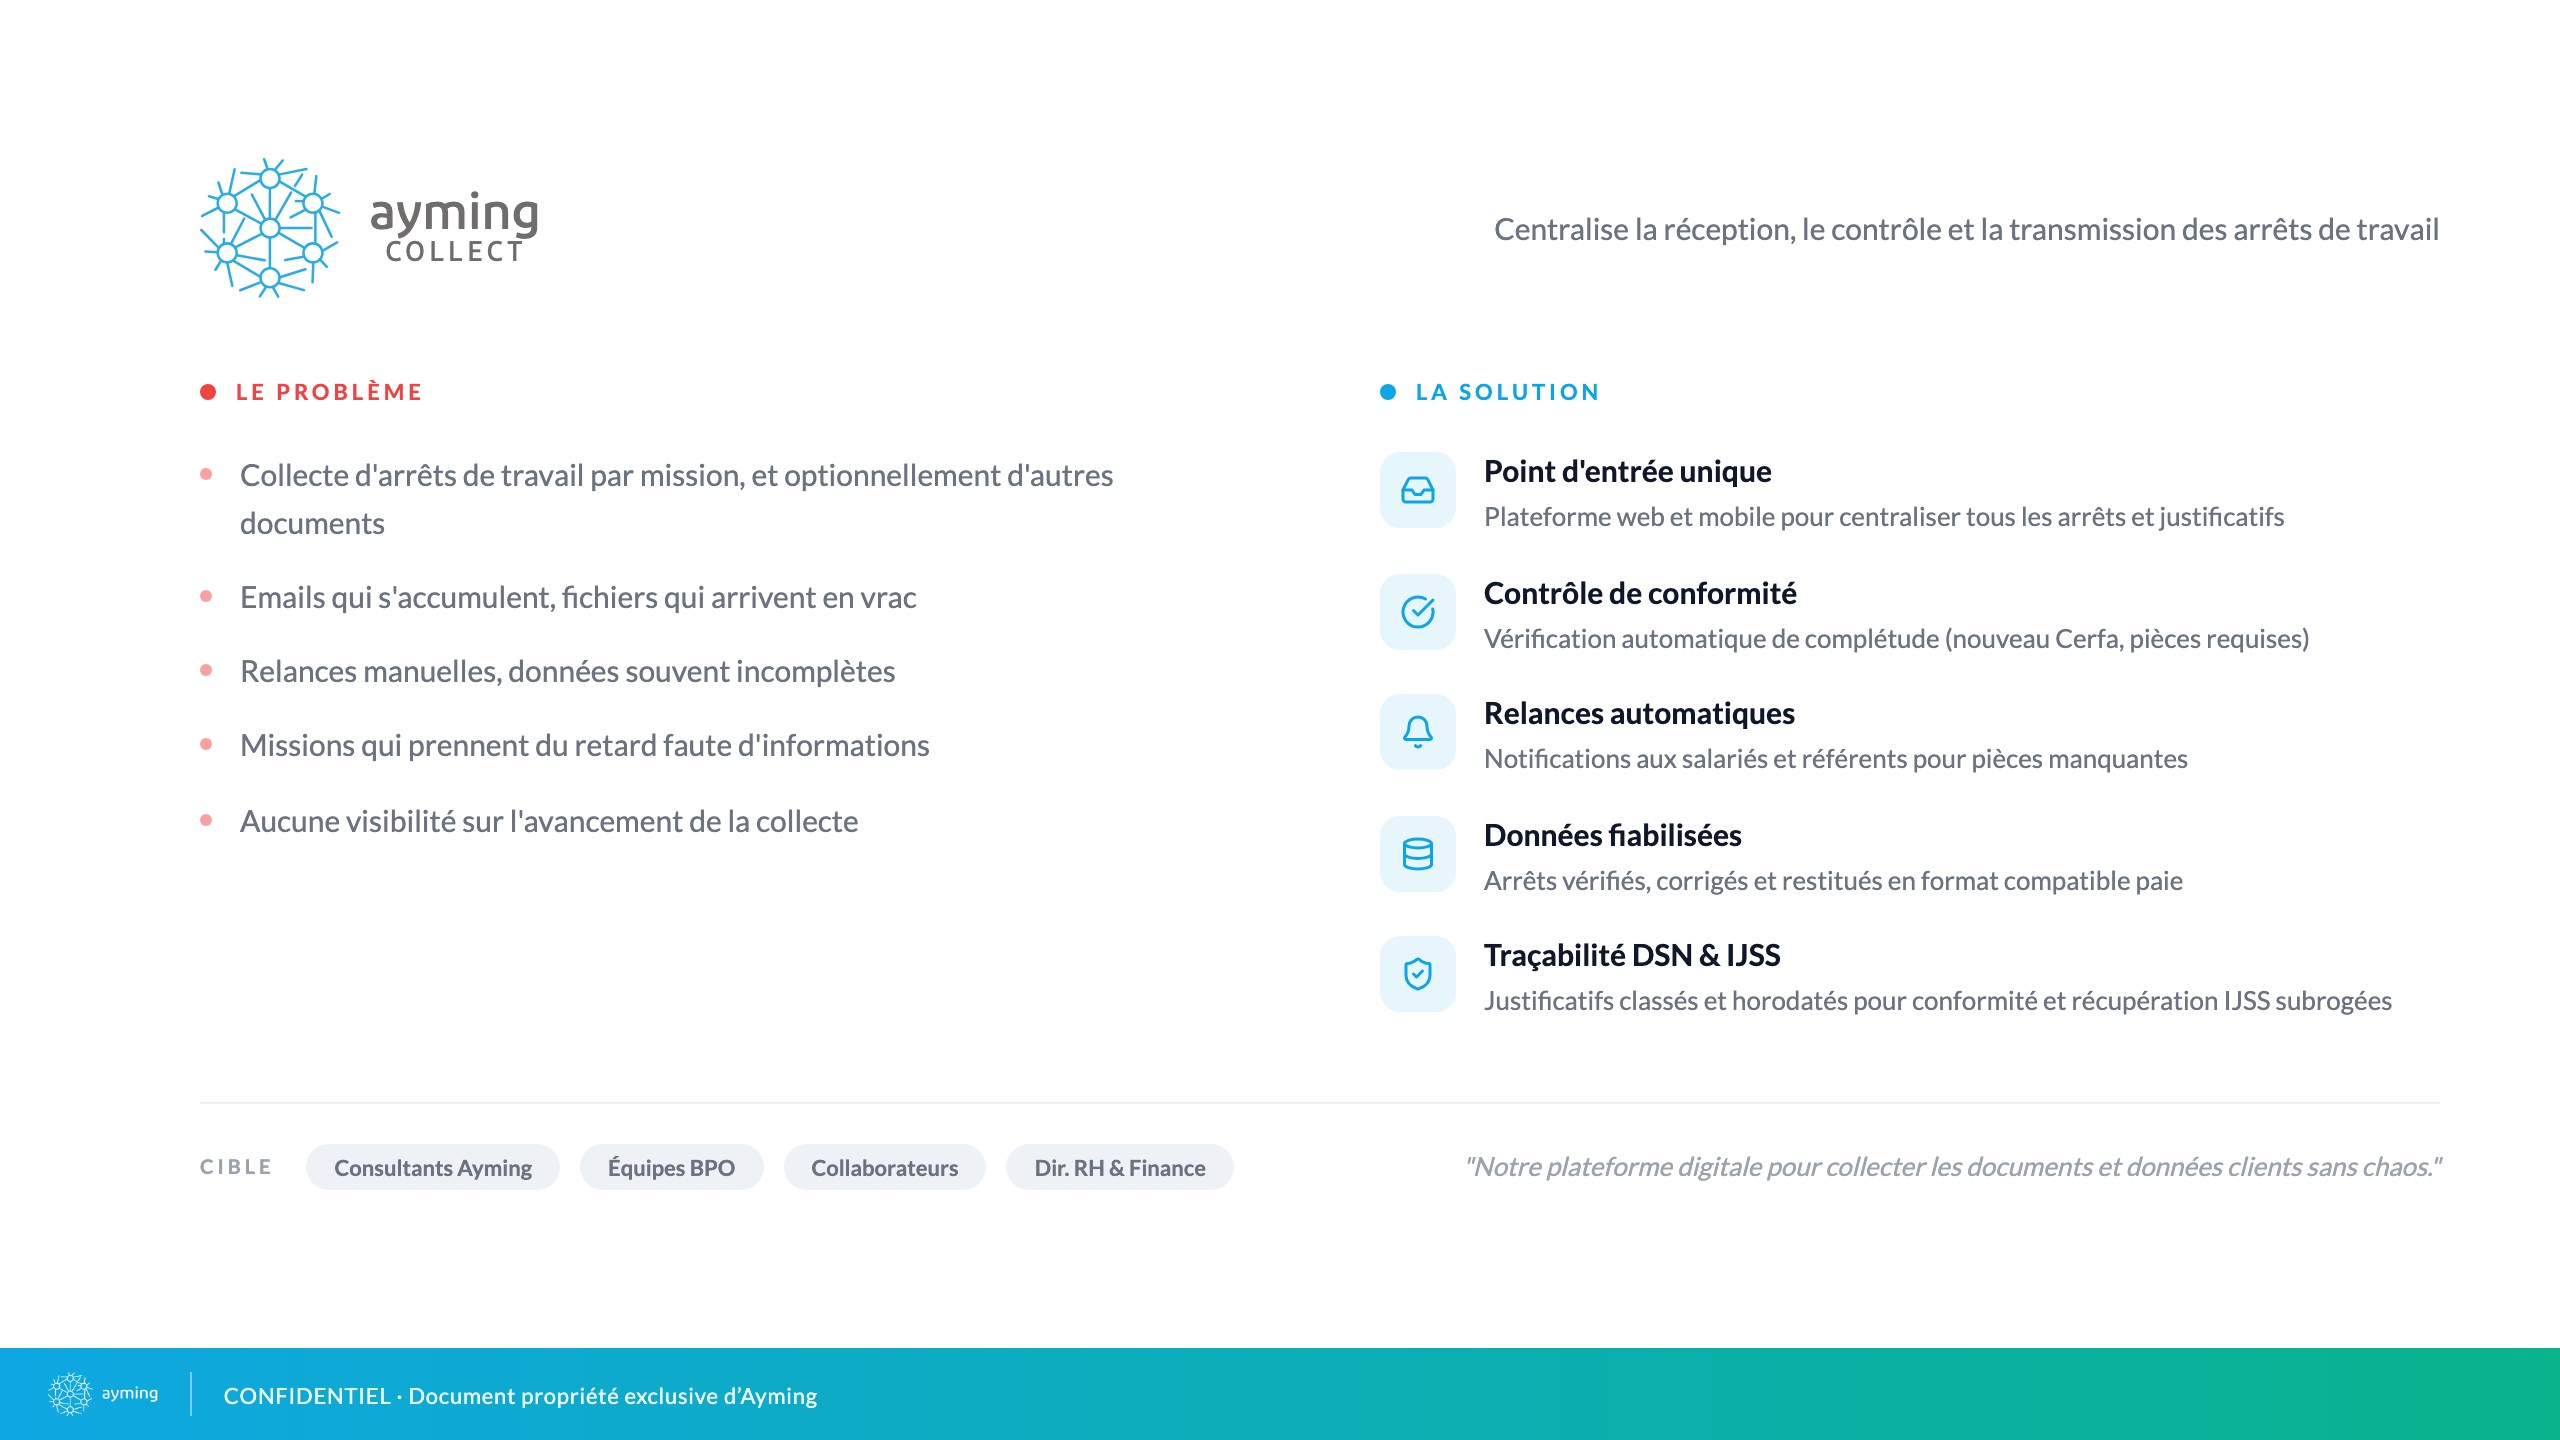 ayming
COLLECT
Centralise la réception, le contrôle et la transmission des arrêts de travail
LE PROBLÈME
Collecte d'arrêts de travail par mission, et optionnellement d'autres
documents
Emails qui s'accumulent, fichiers qui arrivent en vrac
Relances manuelles, données souvent incomplètes
Missions qui prennent du retard faute d'informations
Aucune visibilité sur l'avancement de la collecte
LA SOLUTION
Point d'entrée unique
Plateforme web et mobile pour centraliser tous les arrêts et justificatifs
Contrôle de conformité
Vérification automatique de complétude (nouveau Cerfa, pièces requises)
Relances automatiques
Notifications aux salariés et référents pour pièces manquantes
Données fiabilisées
Arrêts vérifiés, corrigés et restitués en format compatible paie
Traçabilité DSN & IJSS
Justificatifs classés et horodatés pour conformité et récupération IJSS subrogées
CIBLE
Consultants Ayming
Équipes BPO
Collaborateurs
Dir. RH & Finance
"Notre plateforme digitale pour collecter les documents et données clients sans chaos."
ayming
CONFIDENTIEL · Document propriété exclusive d’Ayming